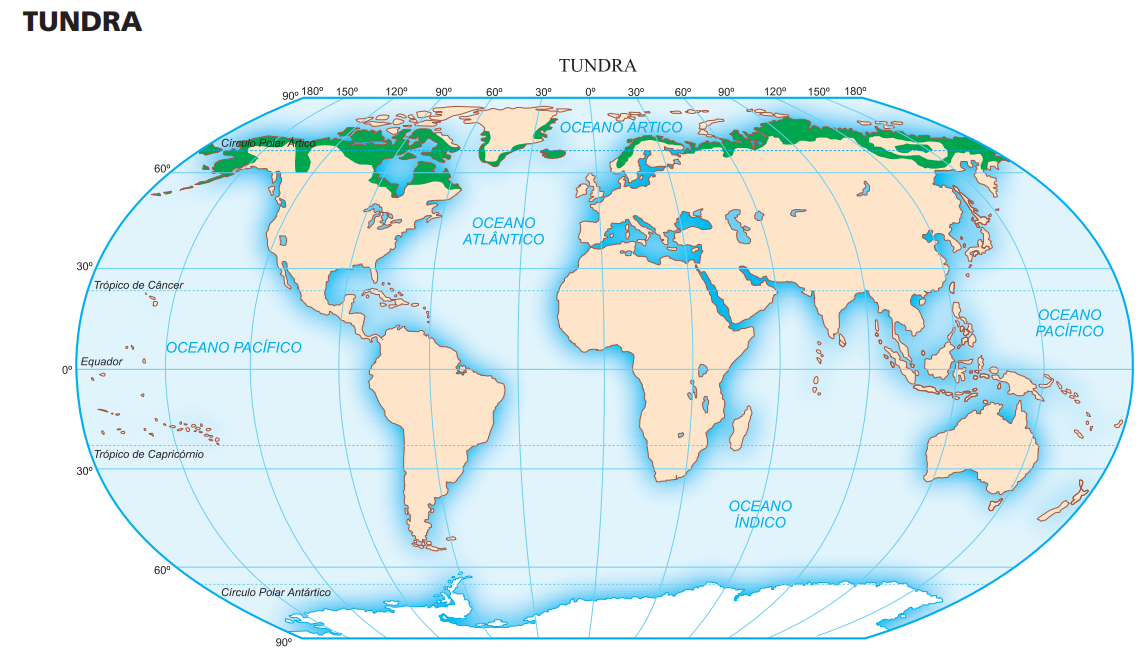 TUNDRA
TUNDRA
90º 180º 150º 120º 90º 60º 30º 0º 30º 60º 90º 120º 150º 180º
OCEANO ÁRTICO
Círculo Polar Ártico
60º
OCEANO
ATLÂNTICO
30º
Trópico de Câncer
OCEANO
PACÍFICO
OCEANO PACÍFICO
Equador
0º
Trópico de Capricórnio
30º
OCEANO
ÍNDICO
60º
Círculo Polar Antártico
90º